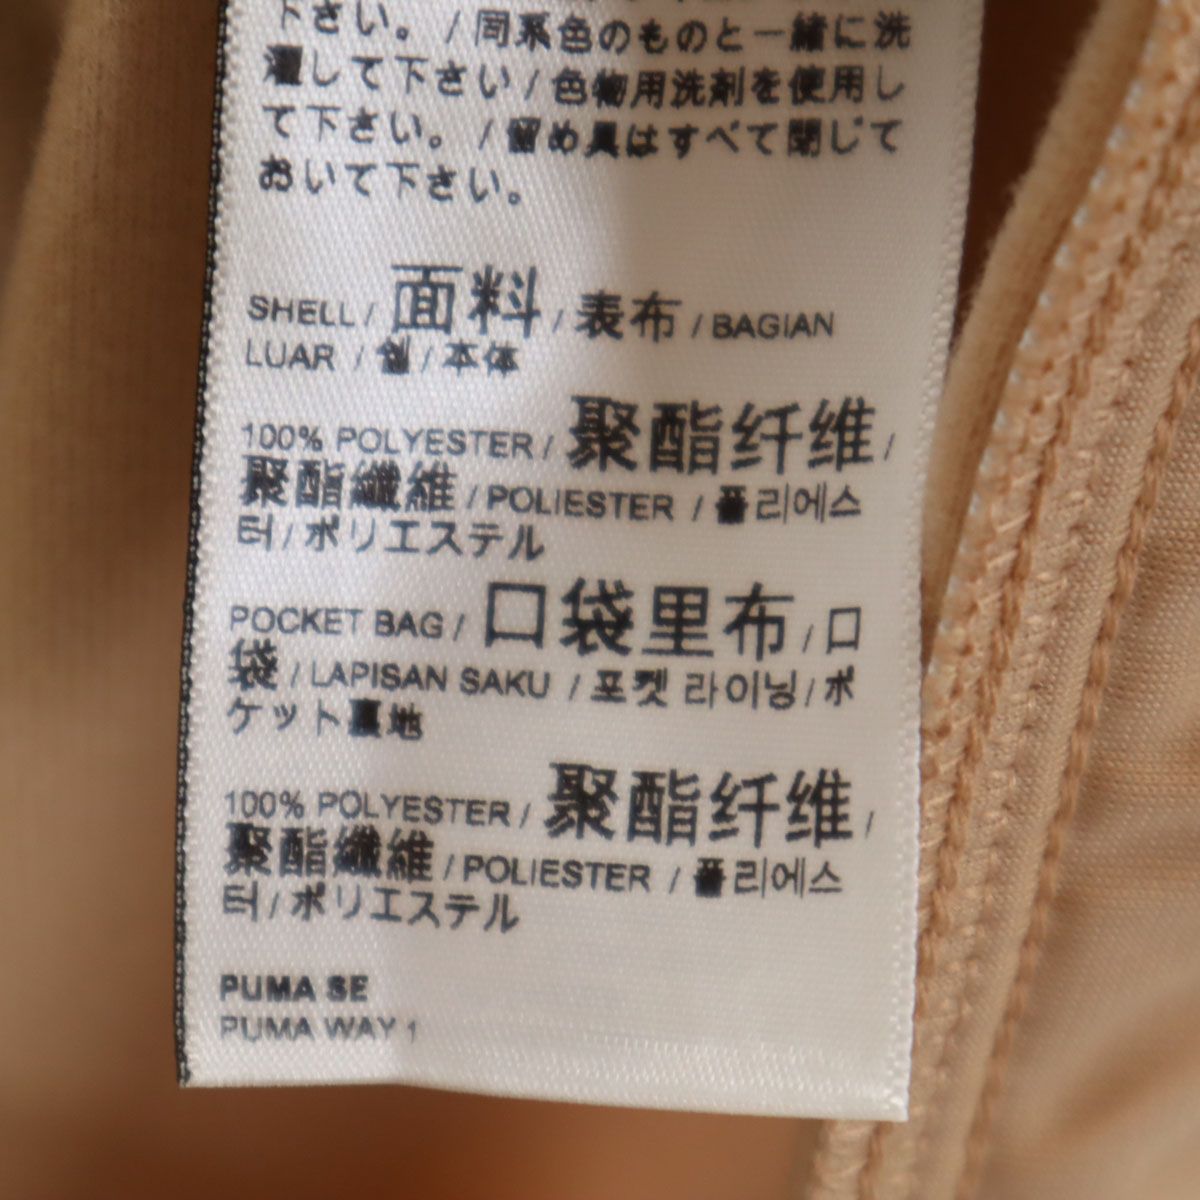 下さい。/同系色のものと一緒に洗
濯して下さい/色物用洗剤を使用し
て下さい。/留め具はすべて閉じて
おいて下さい。
SHELL / 面料 / 表布 / BAGIAN
LUAR / 쉘 / 本体
100% POLYESTER / 聚酯纤维 /
聚酯纖維 / POLIESTER / 폴리에스
터 / ポリエステル
POCKET BAG / 口袋里布 / 口
袋 / LAPISAN SAKU / 포켓 라이닝 / ポ
ケット裏地
100% POLYESTER / 聚酯纤维 /
聚酯纖維 / POLIESTER / 폴리에스
터 / ポリエステル
PUMA SE
PUMA WAY 1